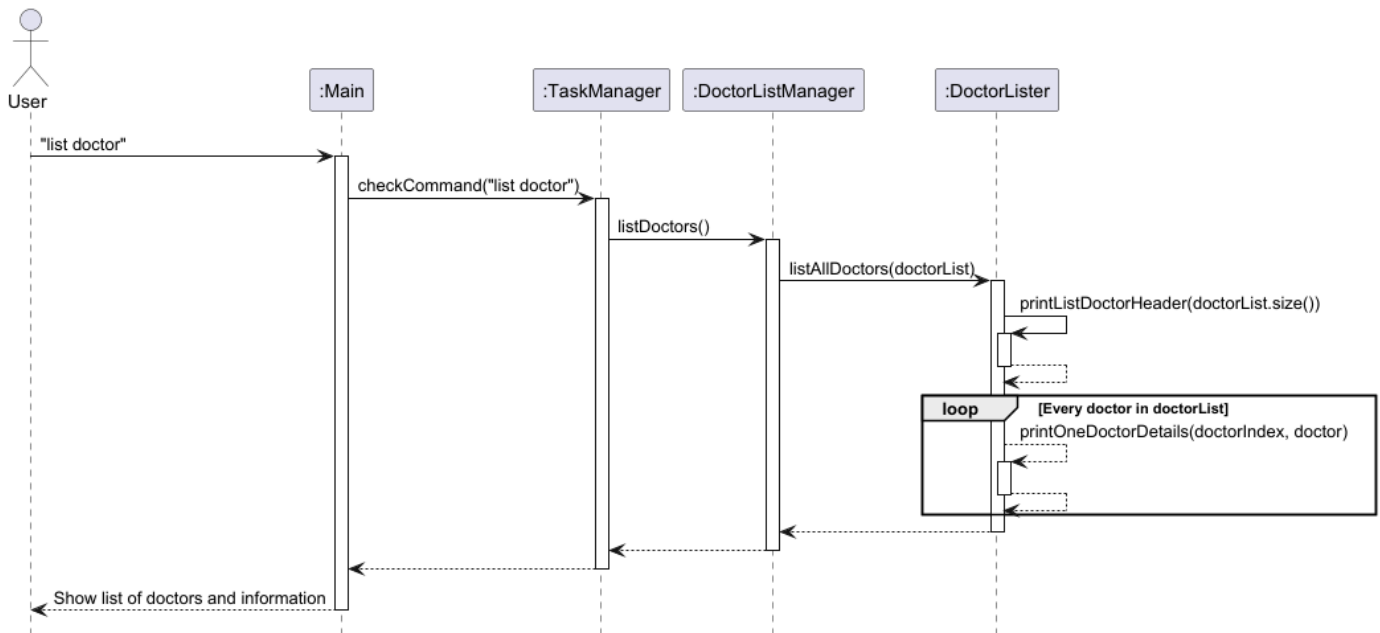 User
:Main
:TaskManager
:DoctorListManager
:DoctorLister
"list doctor"
checkCommand("list doctor")
listDoctors()
listAllDoctors(doctorList)
printListDoctorHeader(doctorList.size())
loop
[Every doctor in doctorList]
printOneDoctorDetails(doctorIndex, doctor)
Show list of doctors and information